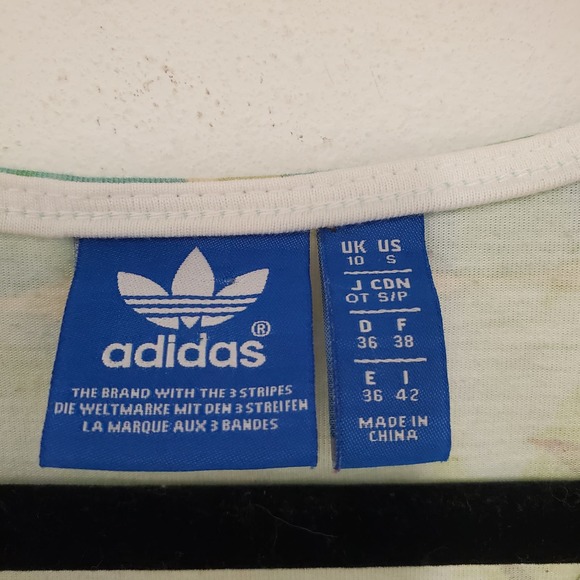 adidas®
THE BRAND WITH THE 3 STRIPES
DIE WELTMARKE MIT DEN 3 STREIFEN
LA MARQUE AUX 3 BANDES
UK US
10 S
J CDN
OT S/P
D F
36 38
E I
36 42
MADE IN
CHINA